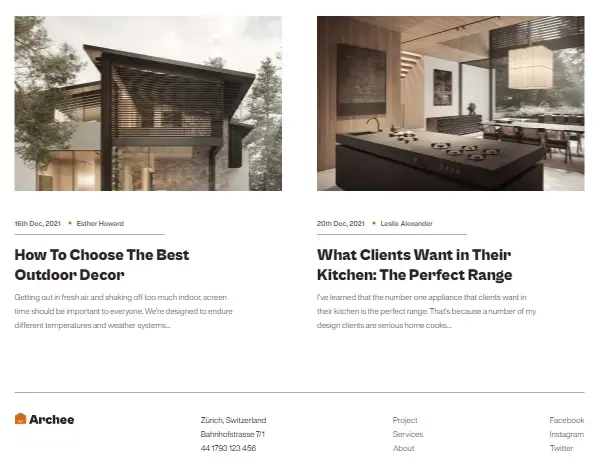 16th Dec, 2021 • Esther Howard
How To Choose The Best
Outdoor Decor
Getting out in fresh air and shaking off too much indoor, screen
time should be important to everyone. We're designed to endure
different temperatures and weather systems...
20th Dec, 2021 • Leslie Alexander
What Clients Want in Their
Kitchen: The Perfect Range
I've learned that the number one appliance that clients want in
their kitchen is the perfect range. That's because a number of my
design clients are serious home cooks...
Archee
Zürich, Switzerland
Bahnhofstrasse 7/1
44 1793 123 456
Project
Services
About
Facebook
Instagram
Twitter